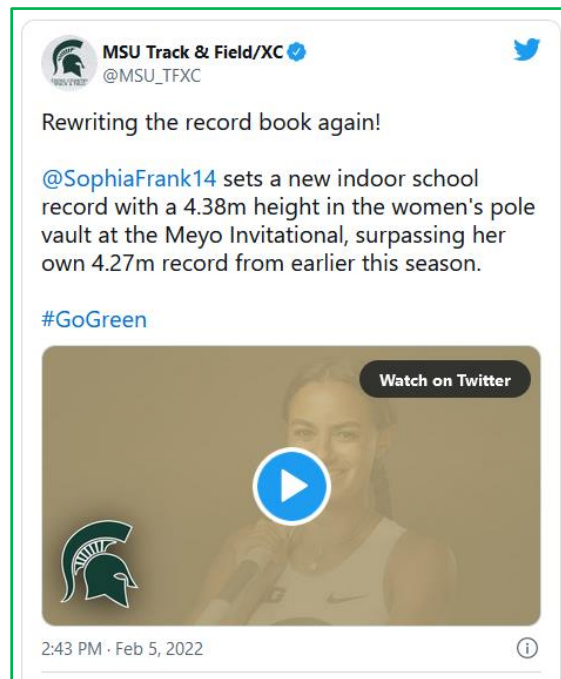 MSU Track & Field/XC
@MSU_TFXC
Rewriting the record book again!
@SophiaFrank14 sets a new indoor school
record with a 4.38m height in the women's pole
vault at the Meyo Invitational, surpassing her
own 4.27m record from earlier this season.
#GoGreen
Watch on Twitter
2:43 PM · Feb 5, 2022